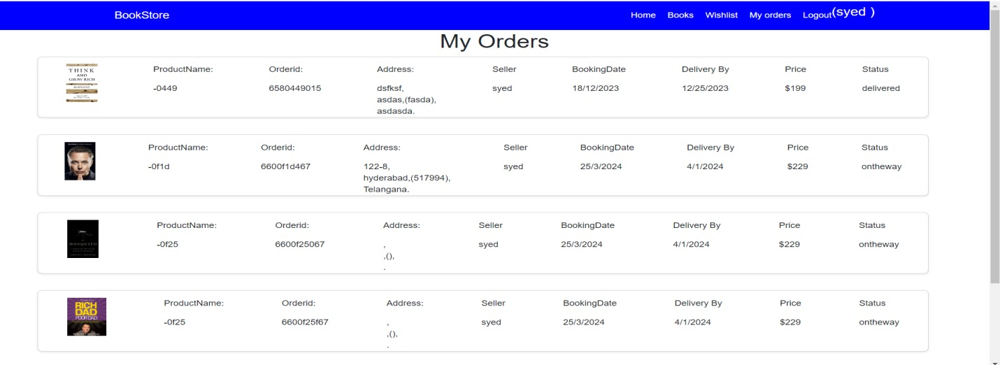 BookStore
Home Books Wishlist My orders Logout(syed )
My Orders
THINK
AND
GROW RICH
ProductName: Orderid: Address: Seller BookingDate Delivery By Price Status
-0449 6580449015 dsfksf, syed 18/12/2023 12/25/2023 $199 delivered
asdas,(fasda),
asdasda.
ProductName: Orderid: Address: Seller BookingDate Delivery By Price Status
-0f1d 6600f1d467 122-8, syed 25/3/2024 4/1/2024 $229 ontheway
hyderabad,(517994),
Telangana.
MOSQUITO
ProductName: Orderid: Address: Seller BookingDate Delivery By Price Status
-0f25 6600f25067 , syed 25/3/2024 4/1/2024 $229 ontheway
,(),
.
RICH
DAD
POOR DAD
ProductName: Orderid: Address: Seller BookingDate Delivery By Price Status
-0f25 6600f25f67 , syed 25/3/2024 4/1/2024 $229 ontheway
,(),
.